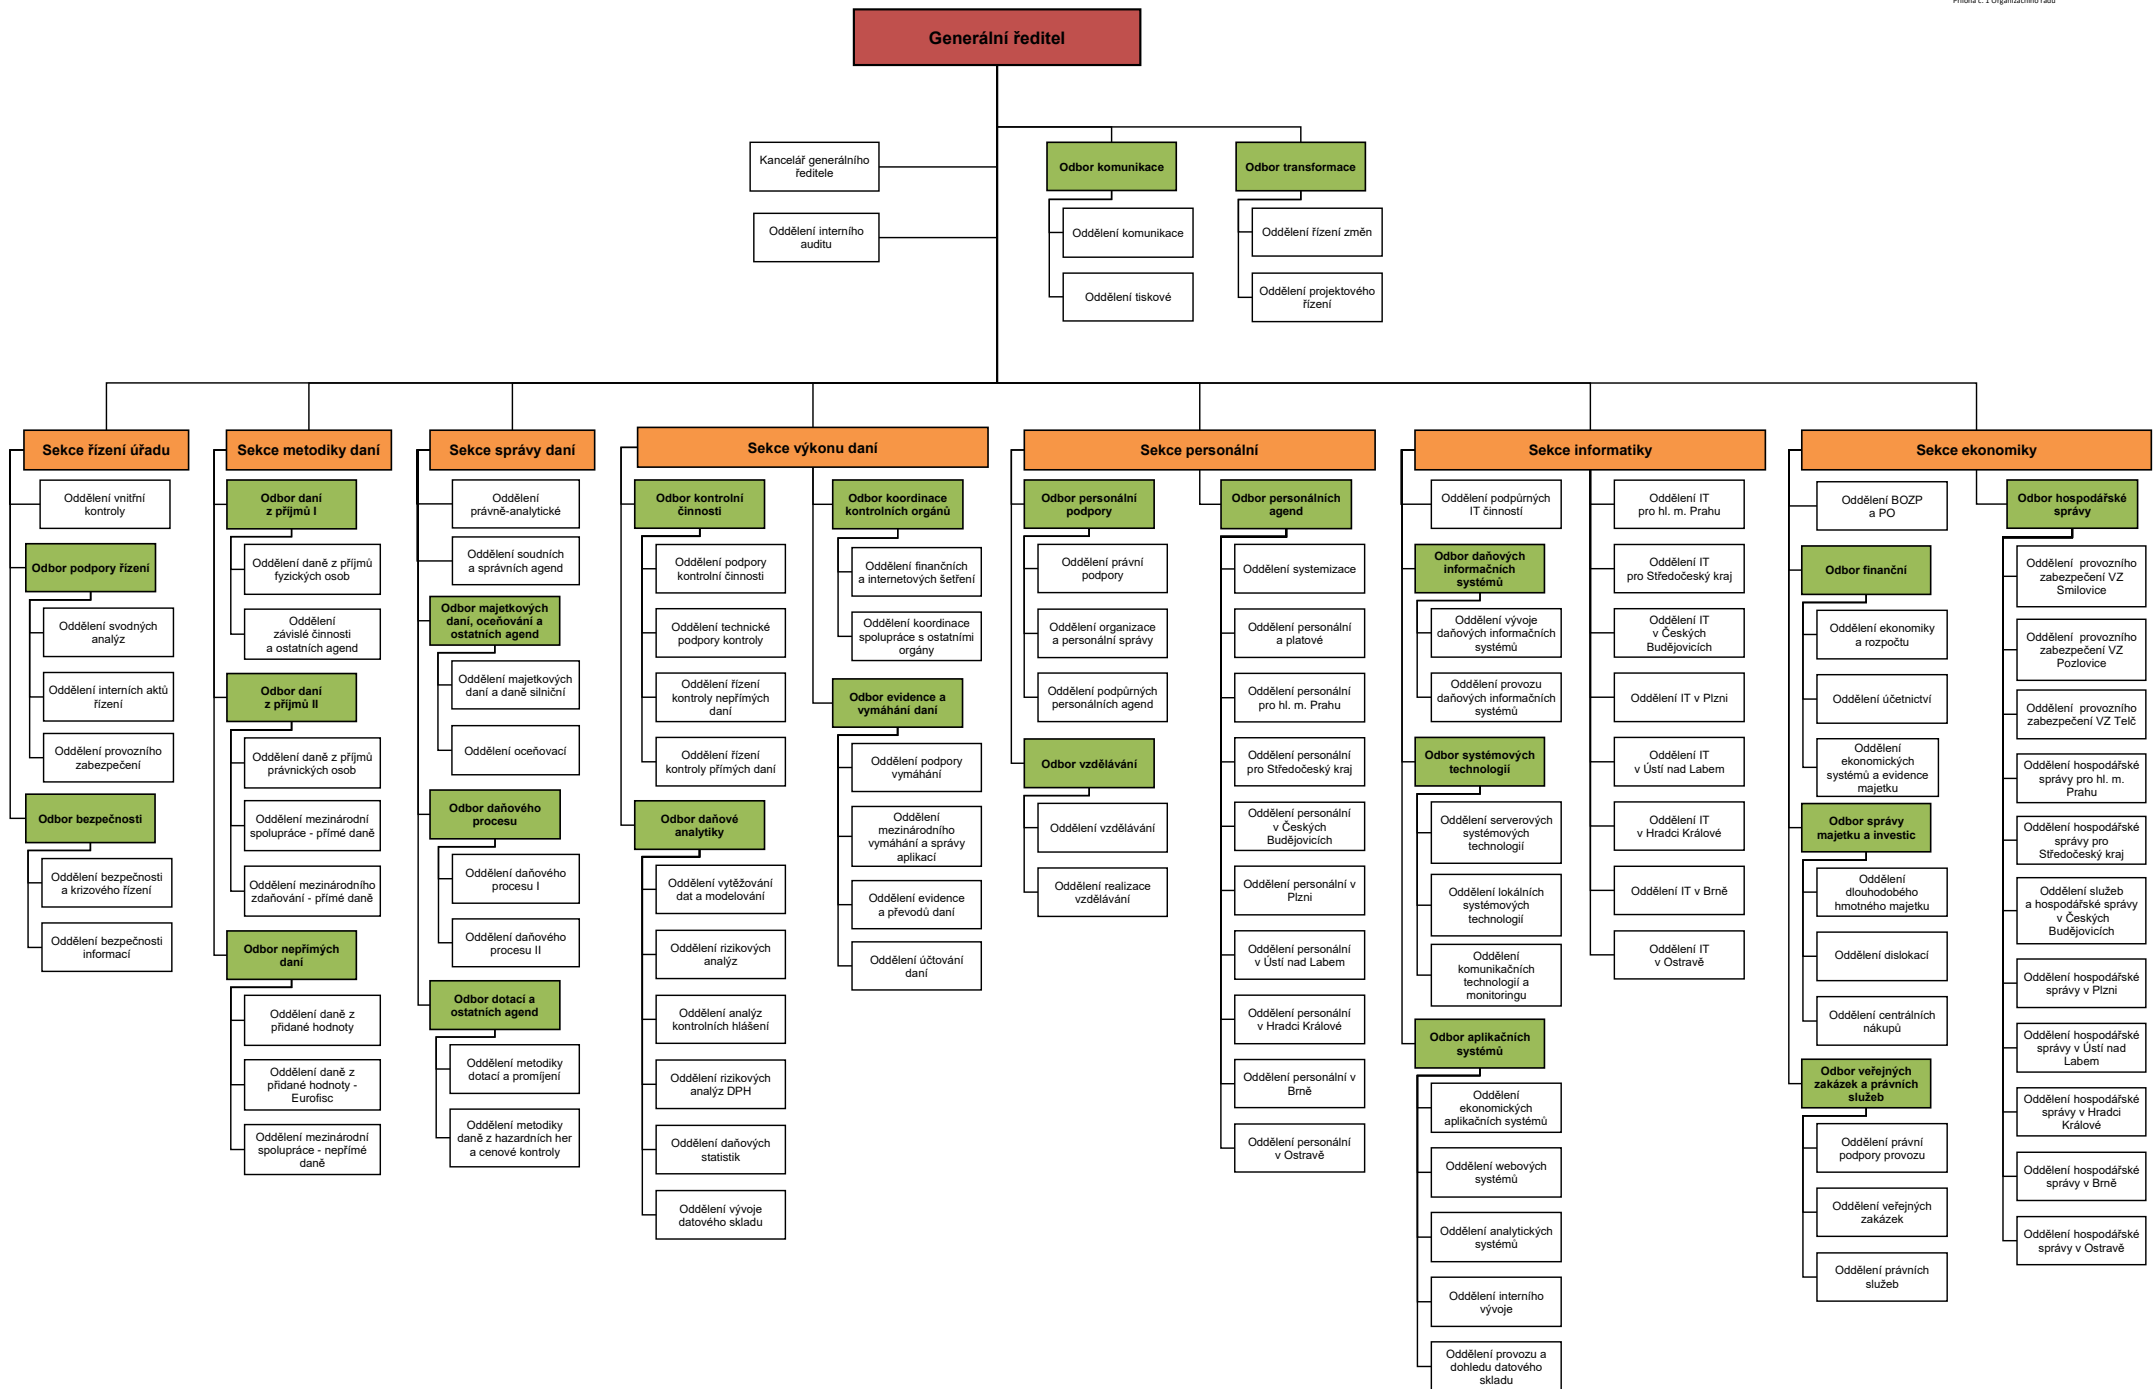 Příloha č. 1 Organizačního řádu
Generální ředitel
Kancelář generálního
ředitele
Odbor komunikace
Odbor transformace
Oddělení interního
auditu
Oddělení komunikace
Oddělení řízení změn
Oddělení tiskové
Oddělení projektového
řízení
Sekce řízení úřadu
Oddělení vnitřní
kontroly
Odbor podpory řízení
Oddělení svodných
analýz
Oddělení interních aktů
řízení
Oddělení provozního
zabezpečení
Odbor bezpečnosti
Oddělení bezpečnosti
a krizového řízení
Oddělení bezpečnosti
informací
Sekce metodiky daní
Odbor daní
z příjmů I
Oddělení daně z příjmů
fyzických osob
Oddělení
závislé činnosti
a ostatních agend
Odbor daní
z příjmů II
Oddělení daně z příjmů
právnických osob
Oddělení mezinárodní
spolupráce - přímé daně
Oddělení mezinárodního
zdaňování - přímé daně
Odbor nepřímých
daní
Oddělení daně z
přidané hodnoty
Oddělení daně z
přidané hodnoty -
Eurofisc
Oddělení mezinárodní
spolupráce - nepřímé
daně
Sekce správy daní
Oddělení
právně-analytické
Oddělení soudních
a správních agend
Odbor majetkových
daní, oceňování a
ostatních agend
Oddělení majetkových
daní a daně silniční
Oddělení oceňovací
Odbor daňového
procesu
Oddělení daňového
procesu I
Oddělení daňového
procesu II
Odbor dotací a
ostatních agend
Oddělení metodiky
dotací a promíjení
Oddělení metodiky
daně z hazardních her
a cenové kontroly
Sekce výkonu daní
Odbor kontrolní
činnosti
Oddělení podpory
kontrolní činnosti
Oddělení technické
podpory kontroly
Oddělení řízení
kontroly nepřímých
daní
Oddělení řízení
kontroly přímých daní
Odbor daňové
analytiky
Oddělení vytěžování
dat a modelování
Oddělení rizikových
analýz
Oddělení analýz
kontrolních hlášení
Oddělení rizikových
analýz DPH
Oddělení daňových
statistik
Oddělení vývoje
datového skladu
Odbor koordinace
kontrolních orgánů
Oddělení finančních
a internetových šetření
Oddělení koordinace
spolupráce s ostatními
orgány
Odbor evidence a
vymáhání daní
Oddělení podpory
vymáhání
Oddělení
mezinárodního
vymáhání a správy
aplikací
Oddělení evidence
a převodů daní
Oddělení účtování
daní
Sekce personální
Odbor personální
podpory
Oddělení právní
podpory
Oddělení organizace
a personální správy
Oddělení podpůrných
personálních agend
Odbor vzdělávání
Oddělení vzdělávání
Oddělení realizace
vzdělávání
Odbor personálních
agend
Oddělení systemizace
Oddělení personální
a platové
Oddělení personální
pro hl. m. Prahu
Oddělení personální
pro Středočeský kraj
Oddělení personální
v Českých
Budějovicích
Oddělení personální v
Plzni
Oddělení personální
v Ústí nad Labem
Oddělení personální
v Hradci Králové
Oddělení personální v
Brně
Oddělení personální
v Ostravě
Sekce informatiky
Oddělení podpůrných
IT činností
Odbor daňových
informačních
systémů
Oddělení vývoje
daňových informačních
systémů
Oddělení provozu
daňových informačních
systémů
Odbor systémových
technologií
Oddělení serverových
systémových
technologií
Oddělení lokálních
systémových
technologií
Oddělení
komunikačních
technologií a
monitoringu
Odbor aplikačních
systémů
Oddělení
ekonomických
aplikačních systémů
Oddělení webových
systémů
Oddělení analytických
systémů
Oddělení interního
vývoje
Oddělení provozu a
dohledu datového
skladu
Oddělení IT
pro hl. m. Prahu
Oddělení IT
pro Středočeský kraj
Oddělení IT
v Českých
Budějovicích
Oddělení IT v Plzni
Oddělení IT
v Ústí nad Labem
Oddělení IT
v Hradci Králové
Oddělení IT v Brně
Oddělení IT
v Ostravě
Sekce ekonomiky
Oddělení BOZP
a PO
Odbor finanční
Oddělení ekonomiky
a rozpočtu
Oddělení účetnictví
Oddělení
ekonomických
systémů a evidence
majetku
Odbor správy
majetku a investic
Oddělení
dlouhodobého
hmotného majetku
Oddělení dislokací
Oddělení centrálních
nákupů
Odbor veřejných
zakázek a právních
služeb
Oddělení právní
podpory provozu
Oddělení veřejných
zakázek
Oddělení právních
služeb
Odbor hospodářské
správy
Oddělení provozního
zabezpečení VZ
Smilovice
Oddělení provozního
zabezpečení VZ
Pozlovice
Oddělení provozního
zabezpečení VZ Telč
Oddělení hospodářské
správy pro hl. m.
Prahu
Oddělení hospodářské
správy pro
Středočeský kraj
Oddělení služeb
a hospodářské správy
v Českých
Budějovicích
Oddělení hospodářské
správy v Plzni
Oddělení hospodářské
správy v Ústí nad
Labem
Oddělení hospodářské
správy v Hradci
Králové
Oddělení hospodářské
správy v Brně
Oddělení hospodářské
správy v Ostravě